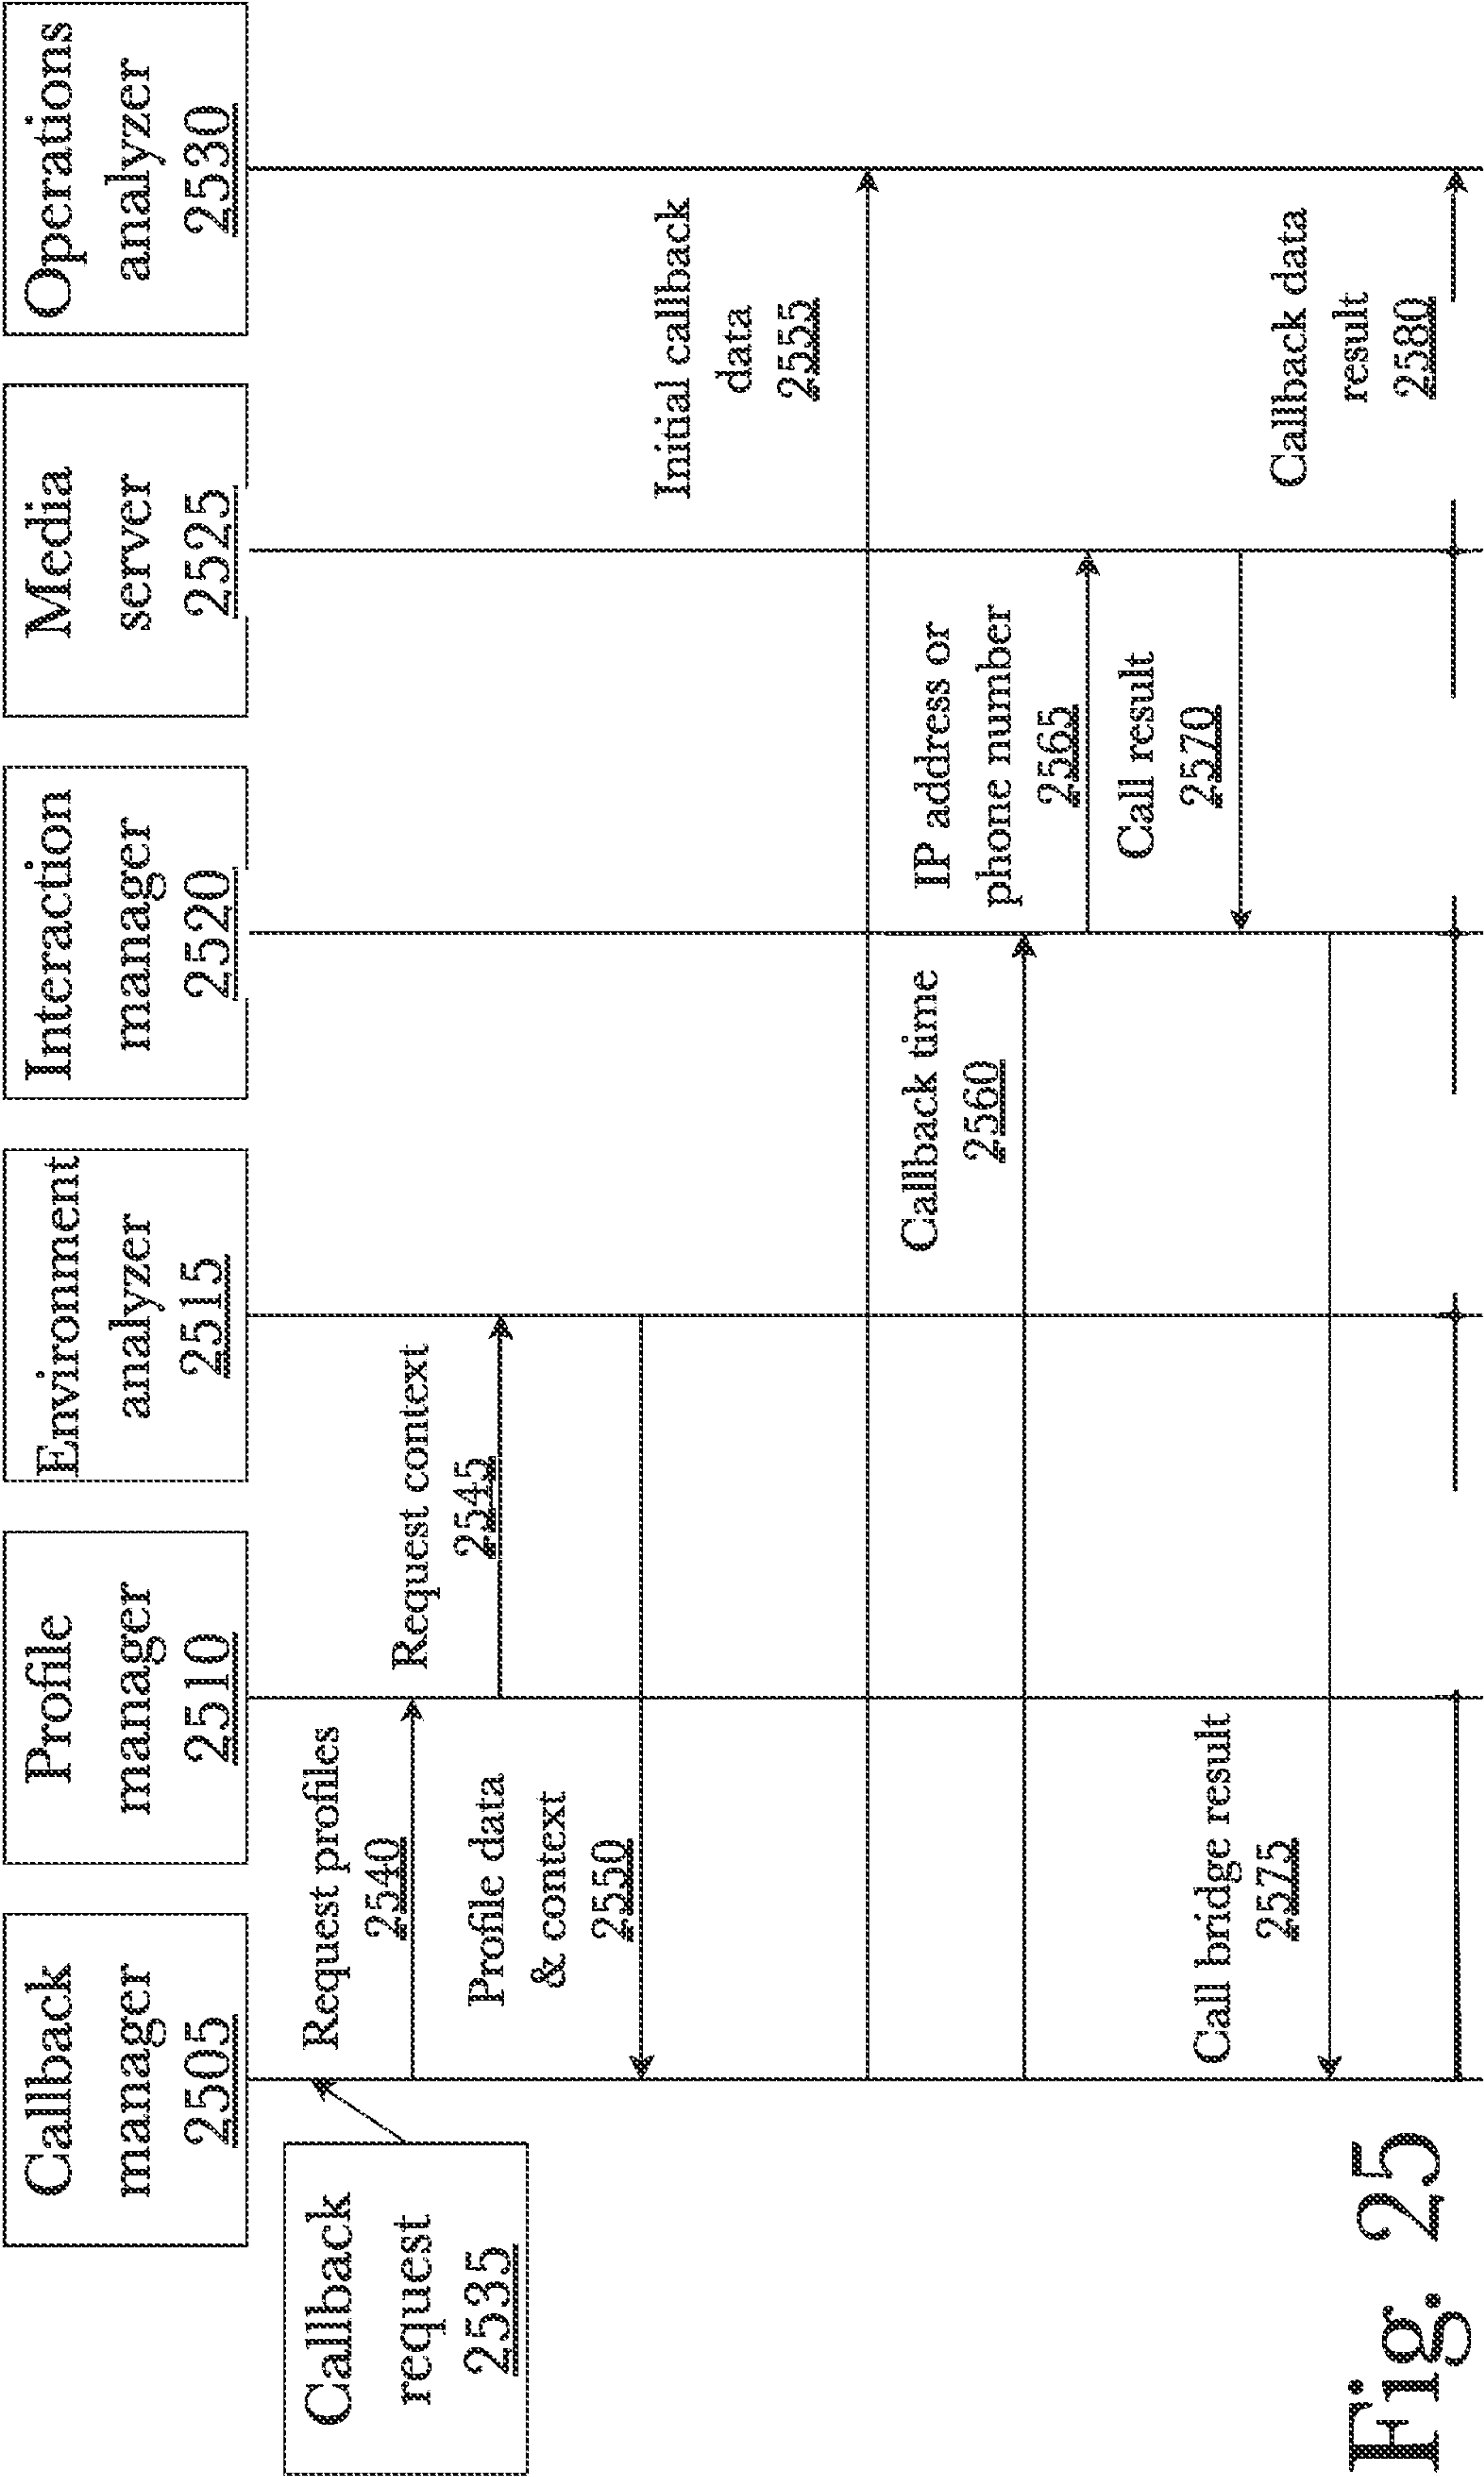 Callback
manager
2505
Profile
manager
2510
Environment
analyzer
2515
Interaction
manager
2520
Media
server
2525
Operations
analyzer
2530
Callback
request
2535
Request profiles
2540
Request context
2545
Profile data
& context
2550
Initial callback
data
2555
Callback time
2560
IP address or
phone number
2565
Call result
2570
Call bridge result
2575
Callback data
result
2580
Fig. 25